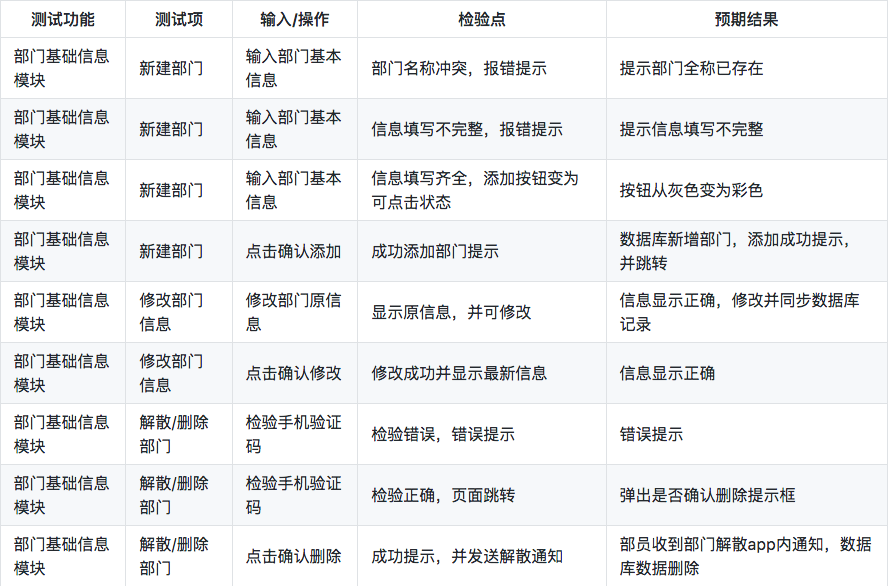 测试功能 测试项 输入/操作 检验点 预期结果
部门基础信息模块 新建部门 输入部门基本信息 部门名称冲突，报错提示 提示部门全称已存在
部门基础信息模块 新建部门 输入部门基本信息 信息填写不完整，报错提示 提示信息填写不完整
部门基础信息模块 新建部门 输入部门基本信息 信息填写齐全，添加按钮变为可点击状态 按钮从灰色变为彩色
部门基础信息模块 新建部门 点击确认添加 成功添加部门提示 数据库新增部门，添加成功提示，并跳转
部门基础信息模块 修改部门信息 修改部门原信息 显示原信息，并可修改 信息显示正确，修改并同步数据库记录
部门基础信息模块 修改部门信息 点击确认修改 修改成功并显示最新信息 信息显示正确
部门基础信息模块 解散/删除部门 检验手机验证码 检验错误，错误提示 错误提示
部门基础信息模块 解散/删除部门 检验手机验证码 检验正确，页面跳转 弹出是否确认删除提示框
部门基础信息模块 解散/删除部门 点击确认删除 成功提示，并发送解散通知 部员收到部门解散app内通知，数据库数据删除